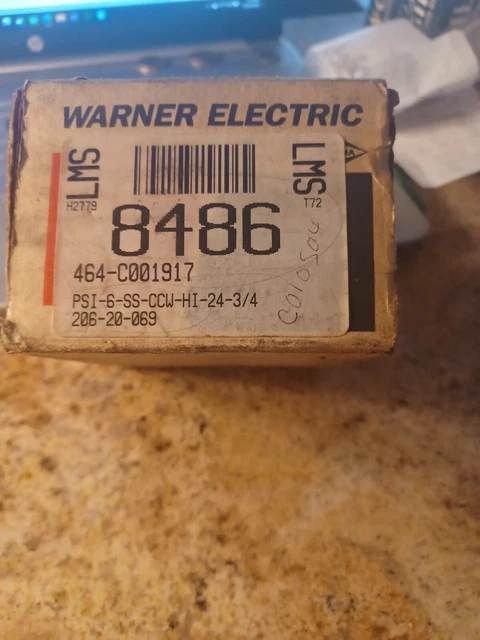 WARNER ELECTRIC
LMS
LMS
H2779
T72
8486
464-C001917
PSI-6-SS-CCW-HI-24-3/4
206-20-069
C010504